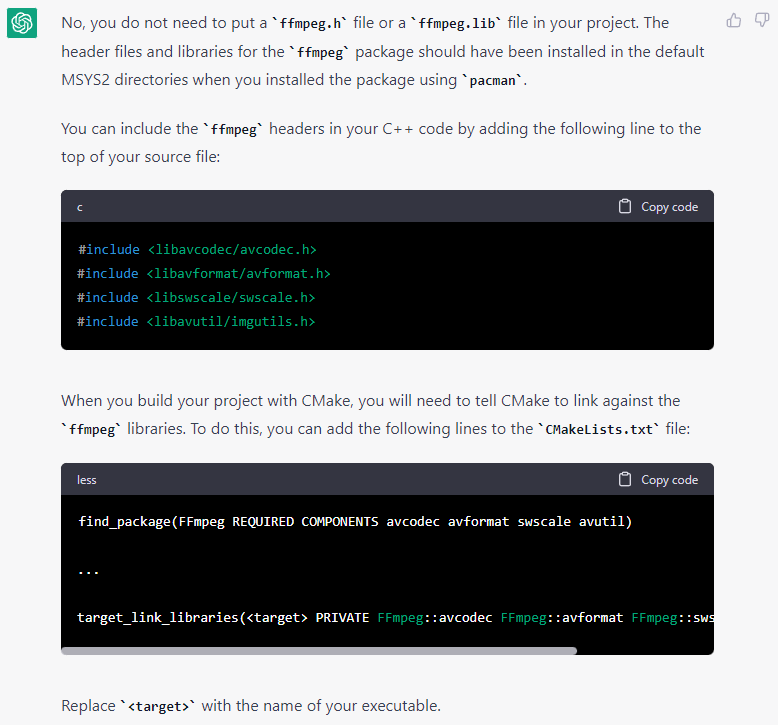 No, you do not need to put a `ffmpeg.h` file or a `ffmpeg.lib` file in your project. The
header files and libraries for the `ffmpeg` package should have been installed in the default
MSYS2 directories when you installed the package using `pacman`.
You can include the `ffmpeg` headers in your C++ code by adding the following line to the
top of your source file:
c Copy code
#include <libavcodec/avcodec.h>
#include <libavformat/avformat.h>
#include <libswscale/swscale.h>
#include <libavutil/imgutils.h>
When you build your project with CMake, you will need to tell CMake to link against the
`ffmpeg` libraries. To do this, you can add the following lines to the `CMakeLists.txt` file:
less Copy code
find_package(FFmpeg REQUIRED COMPONENTS avcodec avformat swscale avutil)
...
target_link_libraries(<target> PRIVATE FFmpeg::avcodec FFmpeg::avformat FFmpeg::sws
Replace `<target>` with the name of your executable.